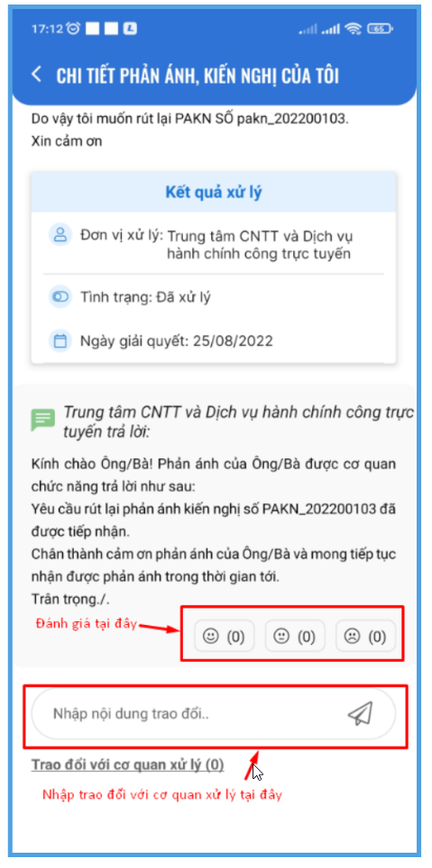 17:12
65
CHI TIẾT PHẢN ÁNH, KIẾN NGHỊ CỦA TÔI
Do vậy tôi muốn rút lại PAKN SỐ pakn_202200103.
Xin cảm ơn
Kết quả xử lý
Đơn vị xử lý: Trung tâm CNTT và Dịch vụ
hành chính công trực tuyến
Tình trạng: Đã xử lý
Ngày giải quyết: 25/08/2022
Trung tâm CNTT và Dịch vụ hành chính công trực
tuyến trả lời:
Kính chào Ông/Bà! Phản ánh của Ông/Bà được cơ quan
chức năng trả lời như sau:
Yêu cầu rút lại phản ánh kiến nghị số PAKN_202200103 đã
được tiếp nhận.
Chân thành cảm ơn phản ánh của Ông/Bà và mong tiếp tục
nhận được phản ánh trong thời gian tới.
Trân trọng./.
Đánh giá tại đây
(0) (0) (0)
Nhập nội dung trao đổi..
Trao đổi với cơ quan xử lý (0)
Nhập trao đổi với cơ quan xử lý tại đây